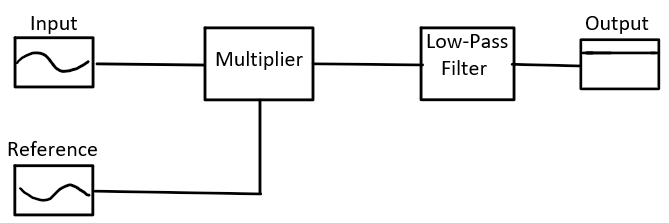 Input
Multiplier
Low-Pass
Filter
Output
Reference